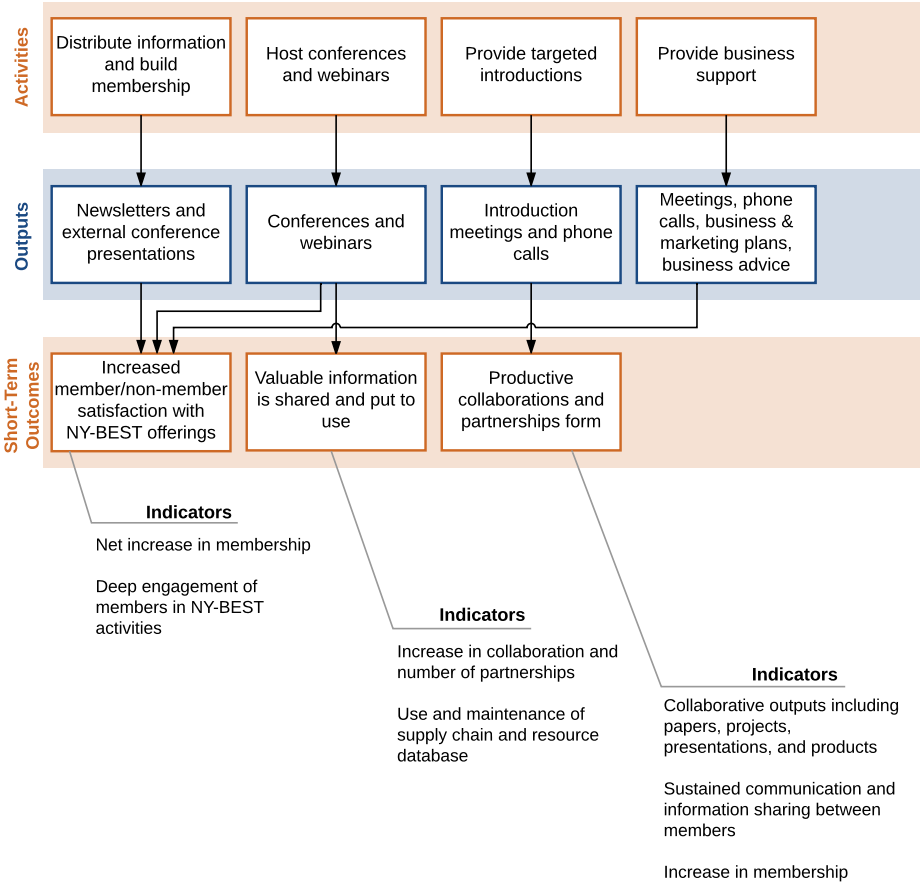 Activities
Distribute information
and build
membership
Host conferences
and webinars
Provide targeted
introductions
Provide business
support
Outputs
Newsletters and
external conference
presentations
Conferences and
webinars
Introduction
meetings and phone
calls
Meetings, phone
calls, business &
marketing plans,
business advice
Short-Term
Outcomes
Increased
member/non-member
satisfaction with
NY-BEST offerings
Valuable information
is shared and put to
use
Productive
collaborations and
partnerships form
Indicators
Net increase in membership
Deep engagement of
members in NY-BEST
activities
Indicators
Increase in collaboration and
number of partnerships
Use and maintenance of
supply chain and resource
database
Indicators
Collaborative outputs including
papers, projects,
presentations, and products
Sustained communication and
information sharing between
members
Increase in membership